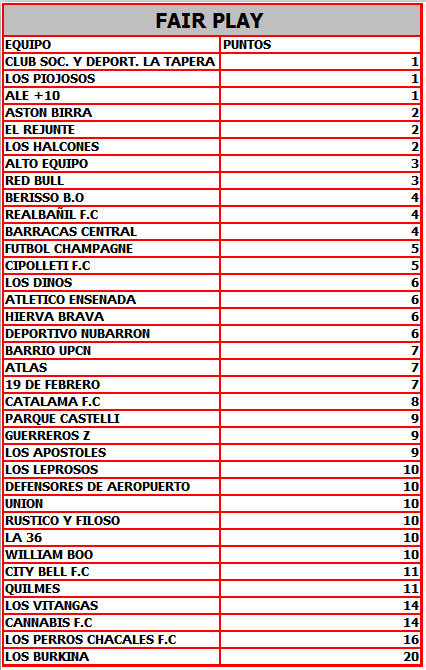 FAIR PLAY
EQUIPO PUNTOS
CLUB SOC. Y DEPORT. LA TAPERA 1
LOS PIOJOSOS 1
ALE +10 1
ASTON BIRRA 2
EL REJUNTE 2
LOS HALCONES 2
ALTO EQUIPO 3
RED BULL 3
BERISSO B.O 4
REALBAÑIL F.C 4
BARRACAS CENTRAL 4
FUTBOL CHAMPAGNE 5
CIPOLLETI F.C 5
LOS DINOS 6
ATLETICO ENSENADA 6
HIERVA BRAVA 6
DEPORTIVO NUBARRON 6
BARRIO UPCN 7
ATLAS 7
19 DE FEBRERO 7
CATALAMA F.C 8
PARQUE CASTELLI 9
GUERREROS Z 9
LOS APOSTOLES 9
LOS LEPROSOS 10
DEFENSORES DE AEROPUERTO 10
UNION 10
RUSTICO Y FILOSO 10
LA 36 10
WILLIAM BOO 10
CITY BELL F.C 11
QUILMES 11
LOS VITANGAS 14
CANNABIS F.C 14
LOS PERROS CHACALES F.C 16
LOS BURKINA 20